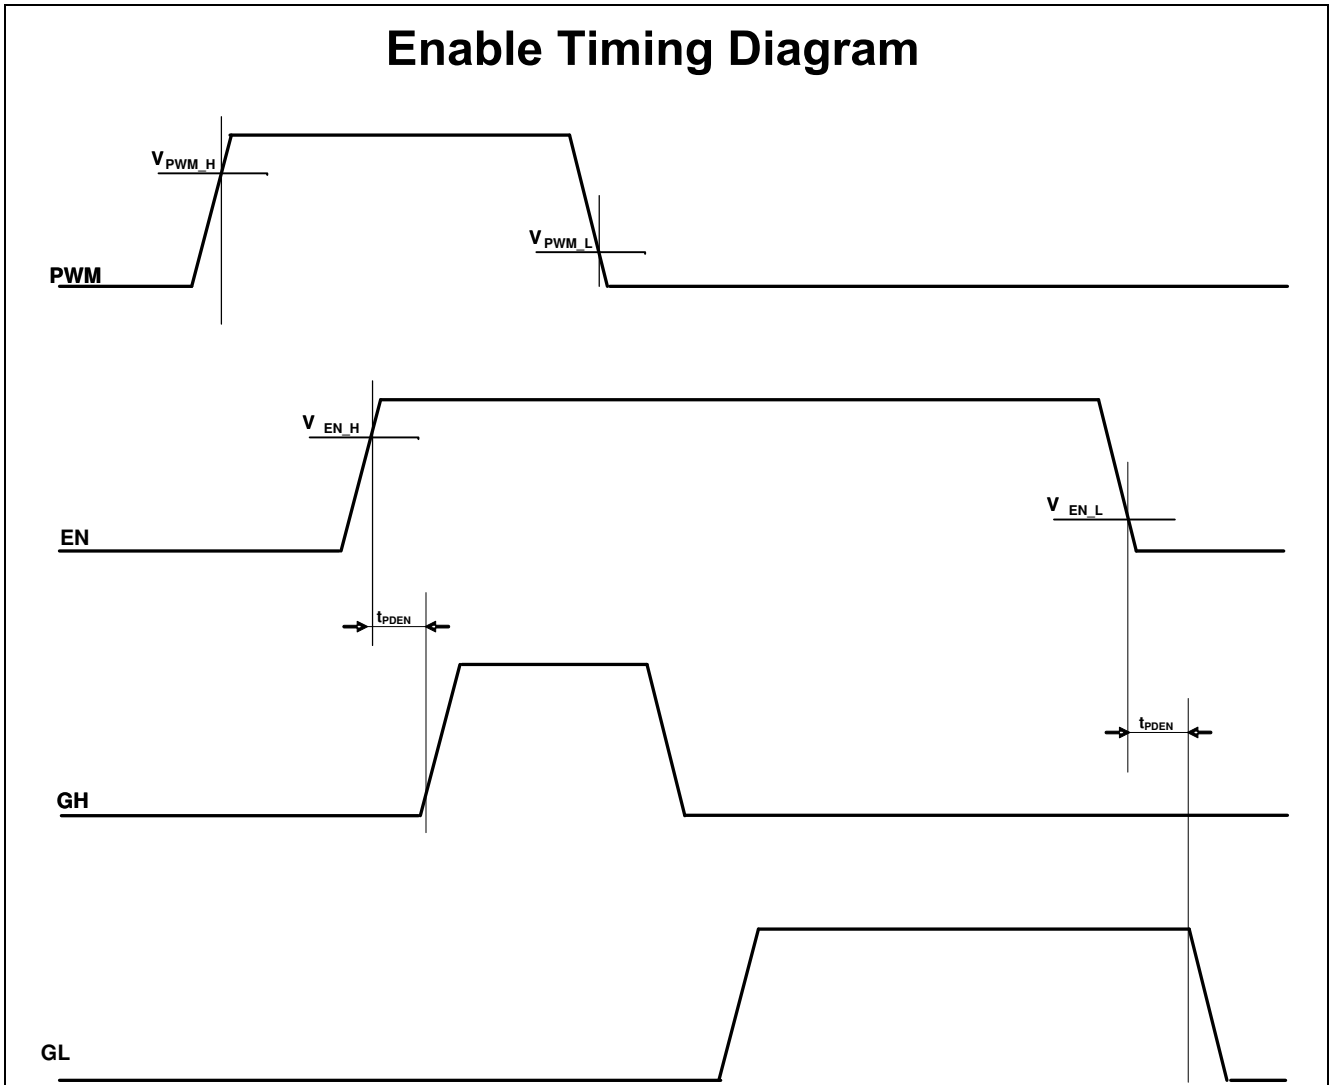 Enable Timing Diagram
VPWM_H
VPWM_L
PWM
V EN_H
V EN_L
EN
tPDEN
tPDEN
GH
GL